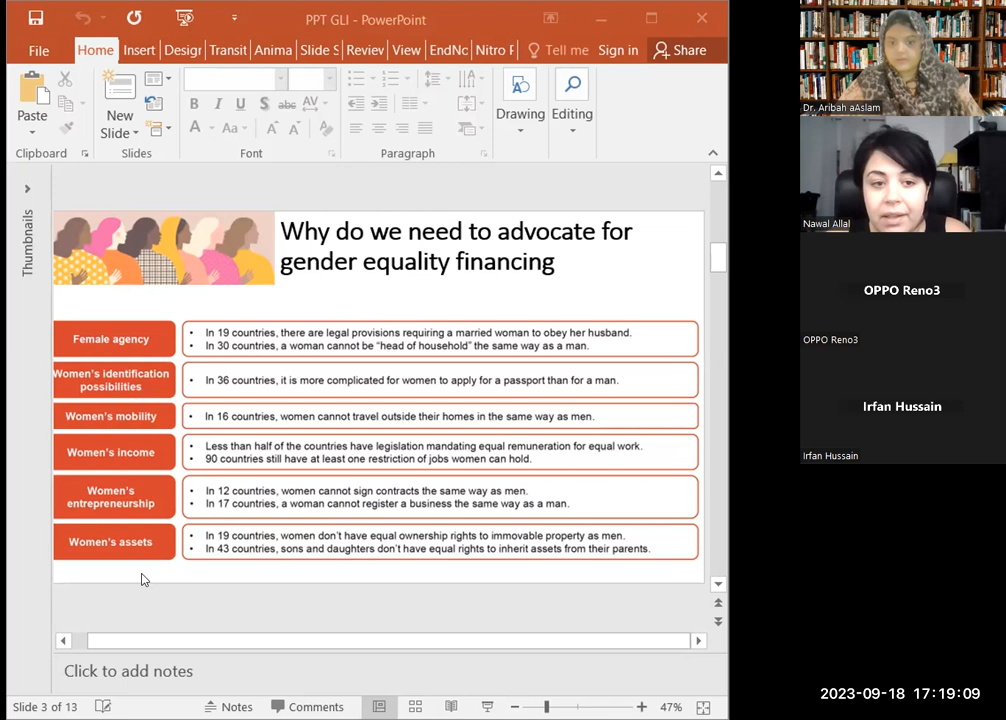 PPT GLI - PowerPoint
File
Home
Insert
Design
Transit
Anima
Slide S
Review
View
EndNo
Nitro P
Tell me
Sign in
Share
Paste
New
Slide
Drawing
Editing
Clipboard
Slides
Font
Paragraph
B I U S abc AV
A Aa A A
Thumbnails
Why do we need to advocate for
gender equality financing
Female agency
• In 19 countries, there are legal provisions requiring a married woman to obey her husband.
• In 30 countries, a woman cannot be “head of household” the same way as a man.
Women’s identification
possibilities
• In 36 countries, it is more complicated for women to apply for a passport than for a man.
Women’s mobility
• In 16 countries, women cannot travel outside their homes in the same way as men.
Women’s income
• Less than half of the countries have legislation mandating equal remuneration for equal work.
• 90 countries still have at least one restriction of jobs women can hold.
Women’s
entrepreneurship
• In 12 countries, women cannot sign contracts the same way as men.
• In 17 countries, a woman cannot register a business the same way as a man.
Women’s assets
• In 19 countries, women don’t have equal ownership rights to immovable property as men.
• In 43 countries, sons and daughters don’t have equal rights to inherit assets from their parents.
Click to add notes
Slide 3 of 13
Notes
Comments
47%
Dr. Aribah aAslam
Nawal Allal
OPPO Reno3
OPPO Reno3
Irfan Hussain
Irfan Hussain
2023-09-18 17:19:09